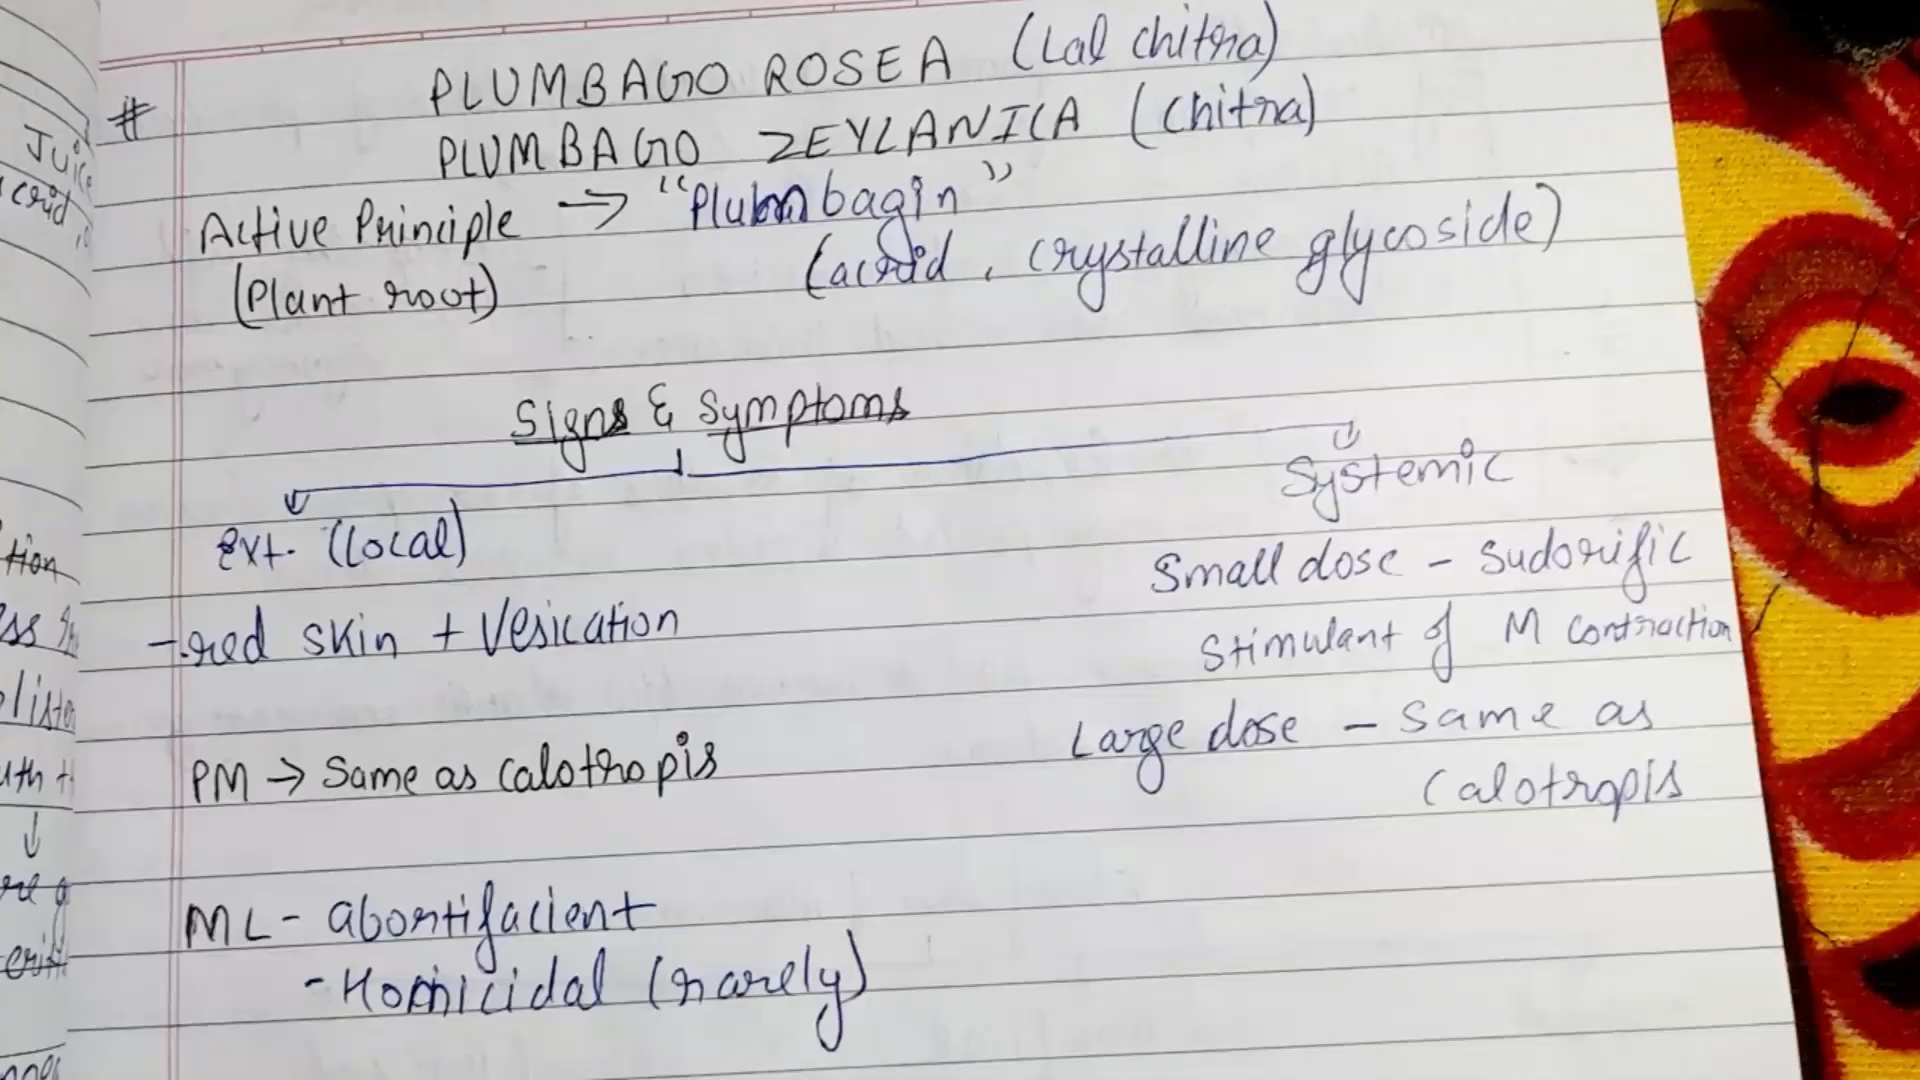 # PLUMBAGO ROSEA (Lal chitra)
PLUMBAGO ZEYLANICA (Chitra)
Active Principle → "Plumbagin"
(Plant root)
(acrid, crystalline glycoside)
Signs & Symptoms
ext. (local)
Systemic
- red skin + Vesication
Small dose - Sudorific
Stimulant of M contraction
Large dose - Same as
Calotropis
PM → Same as Calotropis
ML - abortifacient
- Homicidal (rarely)